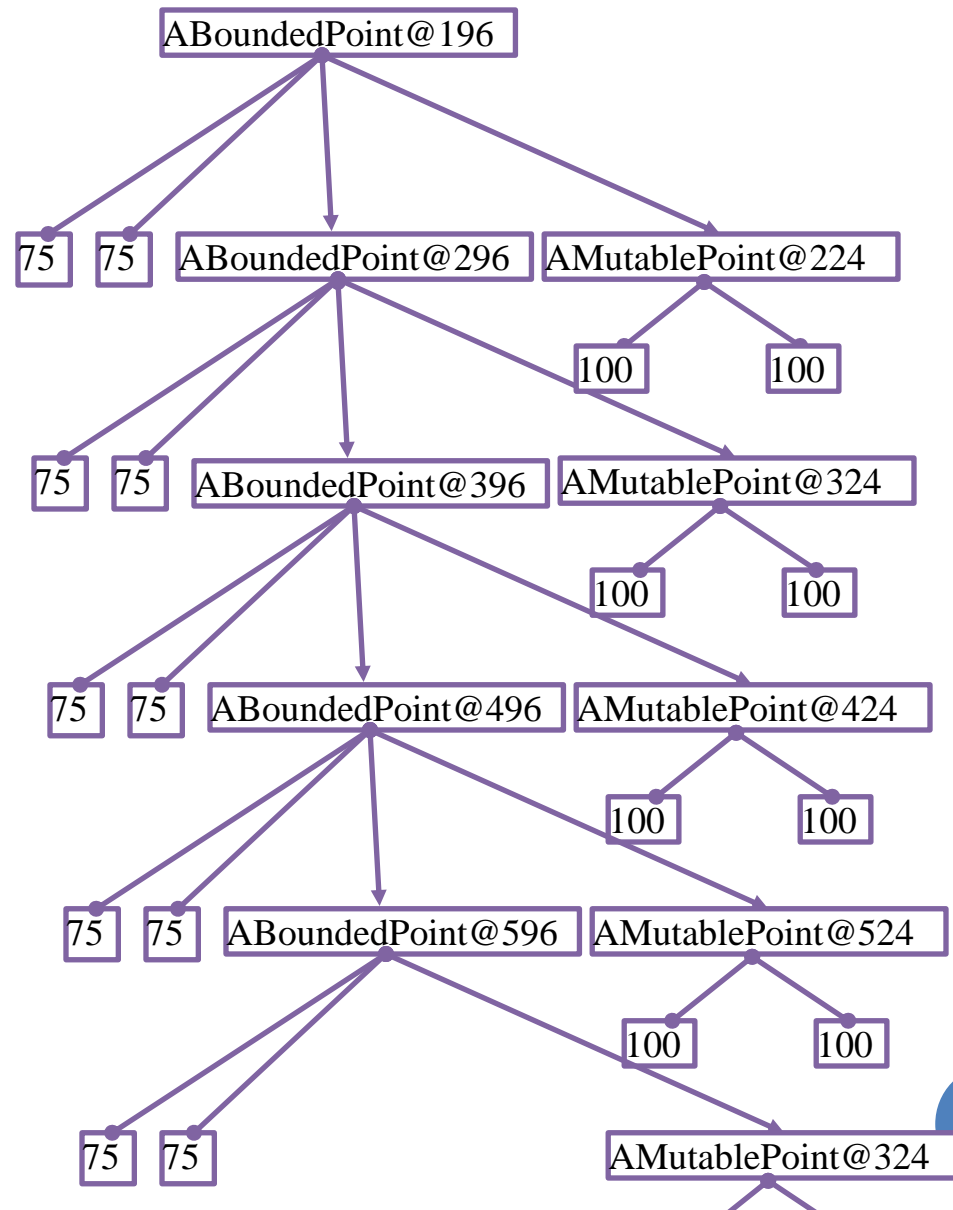 ABoundedPoint@196
75 75 ABoundedPoint@296 AMutablePoint@224
100 100
75 75 ABoundedPoint@396 AMutablePoint@324
100 100
75 75 ABoundedPoint@496 AMutablePoint@424
100 100
75 75 ABoundedPoint@596 AMutablePoint@524
100 100
75 75 AMutablePoint@324